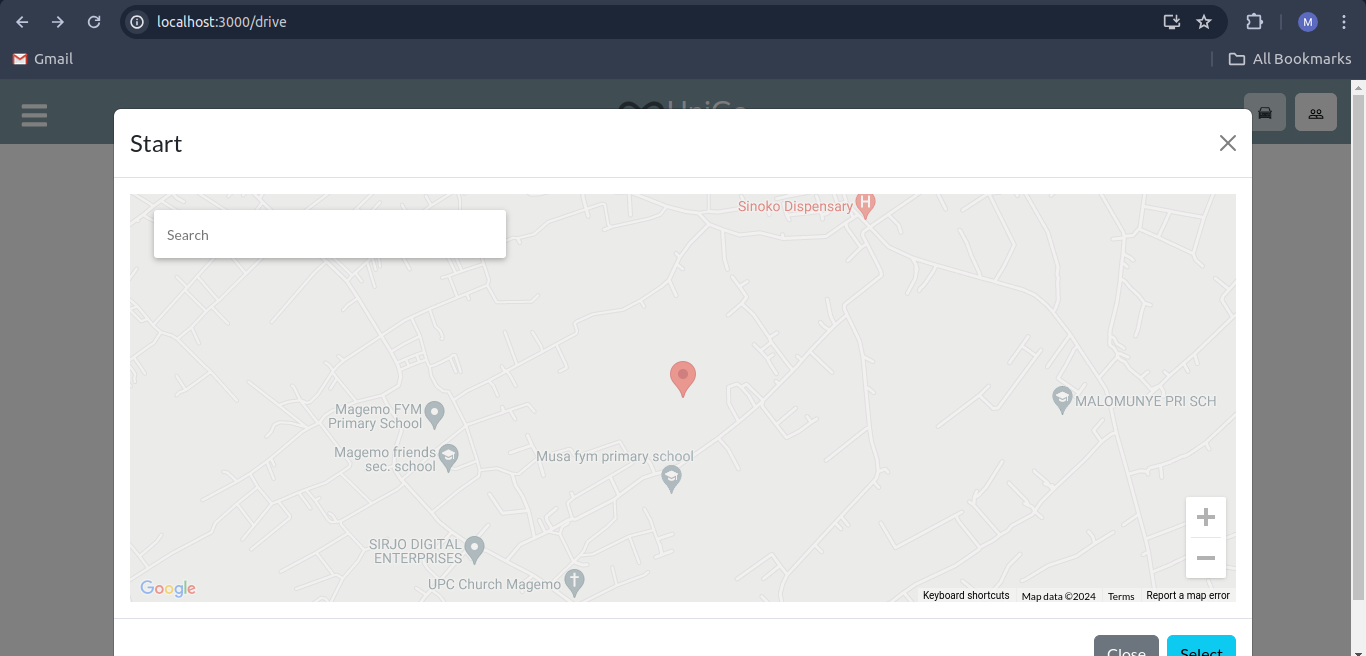 localhost:3000/drive
M
Gmail
All Bookmarks
UniGo
Start
Search
Sinoko Dispensary
H
MALOMUNYE PRI SCH
Magemo FYM
Primary School
Magemo friends
sec. school
Musa fym primary school
SIRJO DIGITAL
ENTERPRISES
UPC Church Magemo
Google
Keyboard shortcuts
Map data ©2024
Terms
Report a map error
Close
Select